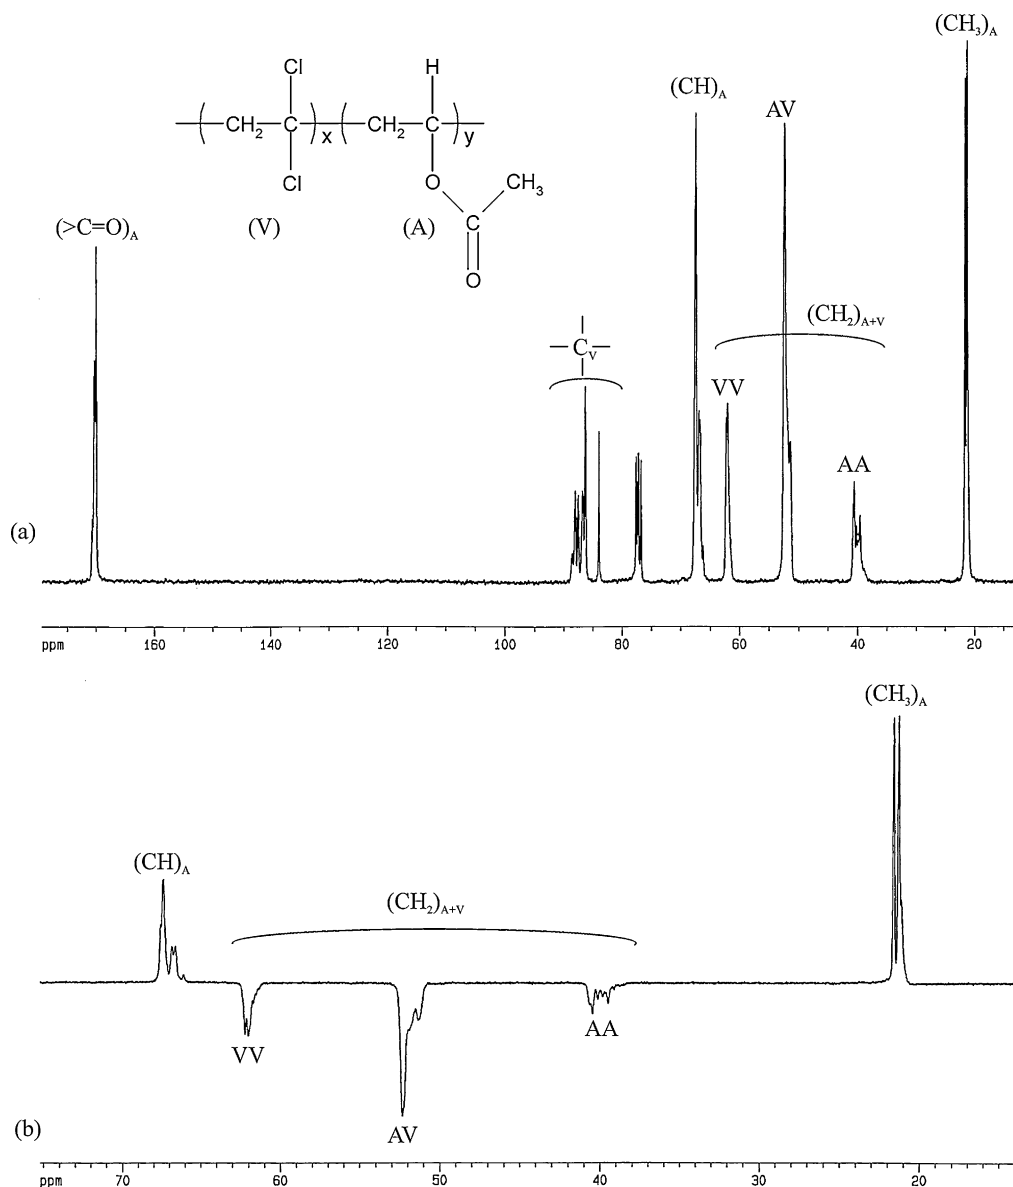 (CH₃)A
Cl
H
(CH)A
AV
CH₂
C
x
CH₂
C
y
Cl
O
CH₃
(>C=O)A
(V)
(A)
C
O
(CH₂)A+V
Cv
VV
AA
(a)
ppm 160 140 120 100 80 60 40 20
(CH₃)A
(CH)A
(CH₂)A+V
VV
AA
AV
(b)
ppm 70 60 50 40 30 20